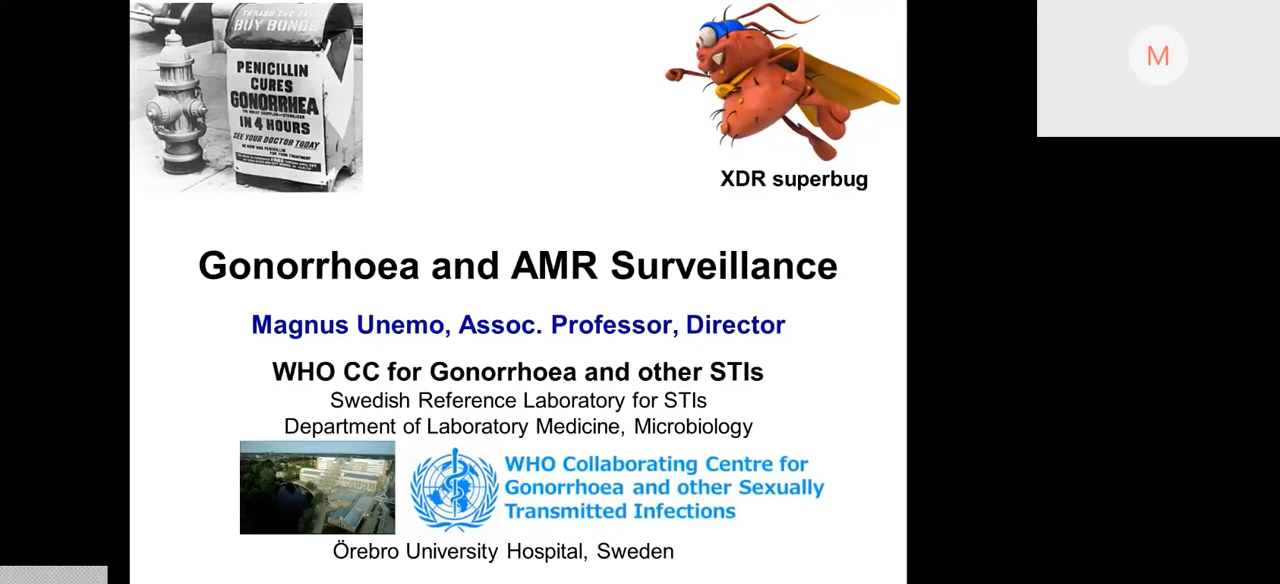 BUY BONDS
PENICILLIN
CURES
GONORRHEA
IN 4 HOURS
SEE YOUR DOCTOR TODAY
XDR superbug
M
Gonorrhoea and AMR Surveillance
Magnus Unemo, Assoc. Professor, Director
WHO CC for Gonorrhoea and other STIs
Swedish Reference Laboratory for STIs
Department of Laboratory Medicine, Microbiology
WHO Collaborating Centre for
Gonorrhoea and other Sexually
Transmitted Infections
Örebro University Hospital, Sweden